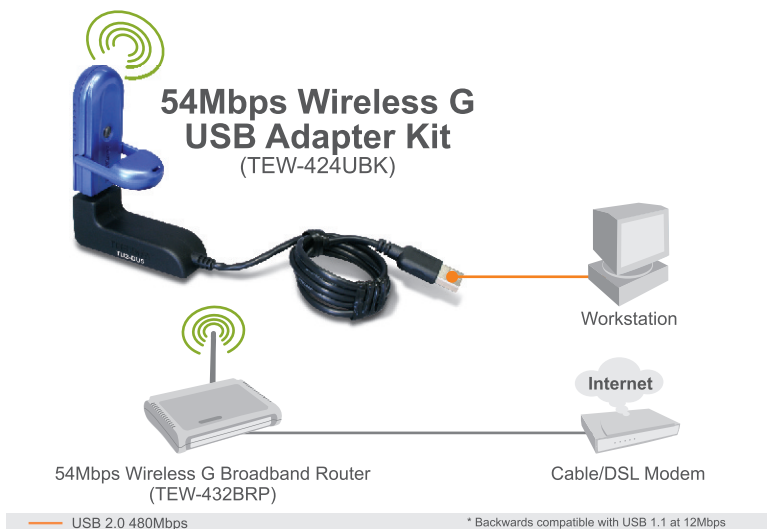 54Mbps Wireless G
USB Adapter Kit
(TEW-424UBK)
TU2-DU5
Workstation
Internet
54Mbps Wireless G Broadband Router
(TEW-432BRP)
Cable/DSL Modem
USB 2.0 480Mbps
* Backwards compatible with USB 1.1 at 12Mbps